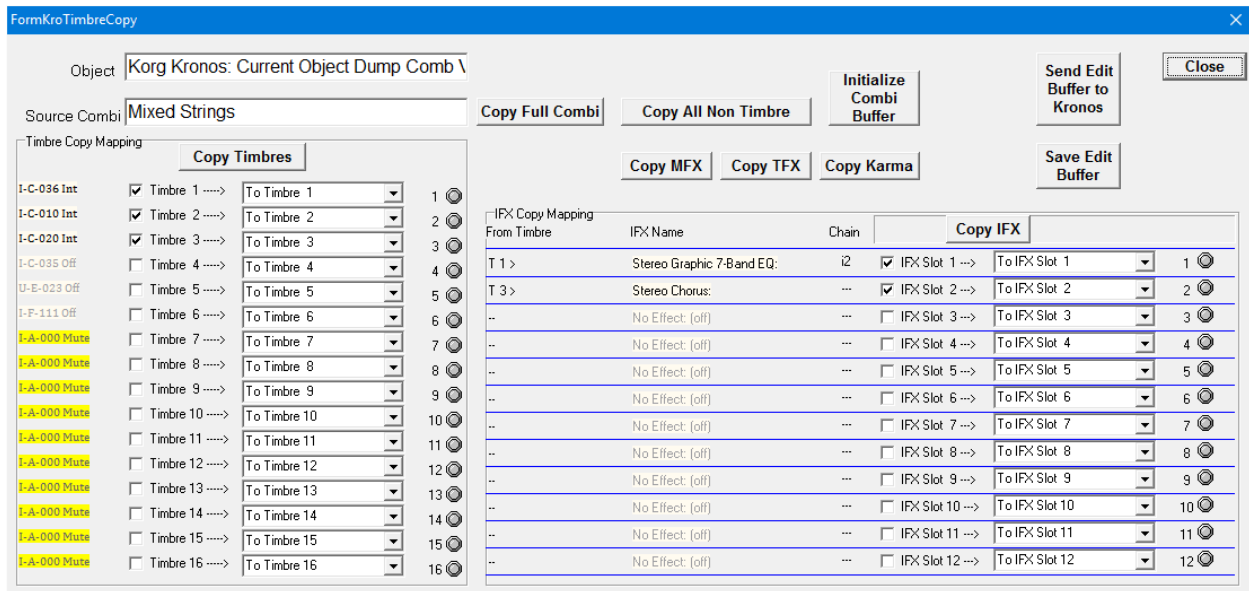 FormKroTimbreCopy
Object Korg Kronos: Current Object Dump Comb V
Source Combi Mixed Strings
Copy Full Combi
Copy All Non Timbre
Initialize
Combi
Buffer
Send Edit
Buffer to
Kronos
Close
Copy MFX
Copy TFX
Copy Karma
Save Edit
Buffer
Timbre Copy Mapping
Copy Timbres
I-C-036 Int Timbre 1 ----> To Timbre 1 1
I-C-010 Int Timbre 2 ----> To Timbre 2 2
I-C-020 Int Timbre 3 ----> To Timbre 3 3
I-C-035 Off Timbre 4 ----> To Timbre 4 4
U-E-023 Off Timbre 5 ----> To Timbre 5 5
I-F-111 Off Timbre 6 ----> To Timbre 6 6
I-A-000 Mute Timbre 7 ----> To Timbre 7 7
I-A-000 Mute Timbre 8 ----> To Timbre 8 8
I-A-000 Mute Timbre 9 ----> To Timbre 9 9
I-A-000 Mute Timbre 10 ----> To Timbre 10 10
I-A-000 Mute Timbre 11 ----> To Timbre 11 11
I-A-000 Mute Timbre 12 ----> To Timbre 12 12
I-A-000 Mute Timbre 13 ----> To Timbre 13 13
I-A-000 Mute Timbre 14 ----> To Timbre 14 14
I-A-000 Mute Timbre 15 ----> To Timbre 15 15
I-A-000 Mute Timbre 16 ----> To Timbre 16 16
IFX Copy Mapping
From Timbre IFX Name Chain Copy IFX
T 1 > Stereo Graphic 7-Band EQ: i2 IFX Slot 1 ---> To IFX Slot 1 1
T 3 > Stereo Chorus: --- IFX Slot 2 ---> To IFX Slot 2 2
-- No Effect: (off) --- IFX Slot 3 ---> To IFX Slot 3 3
-- No Effect: (off) --- IFX Slot 4 ---> To IFX Slot 4 4
-- No Effect: (off) --- IFX Slot 5 ---> To IFX Slot 5 5
-- No Effect: (off) --- IFX Slot 6 ---> To IFX Slot 6 6
-- No Effect: (off) --- IFX Slot 7 ---> To IFX Slot 7 7
-- No Effect: (off) --- IFX Slot 8 ---> To IFX Slot 8 8
-- No Effect: (off) --- IFX Slot 9 ---> To IFX Slot 9 9
-- No Effect: (off) --- IFX Slot 10 ---> To IFX Slot 10 10
-- No Effect: (off) --- IFX Slot 11 ---> To IFX Slot 11 11
-- No Effect: (off) --- IFX Slot 12 ---> To IFX Slot 12 12